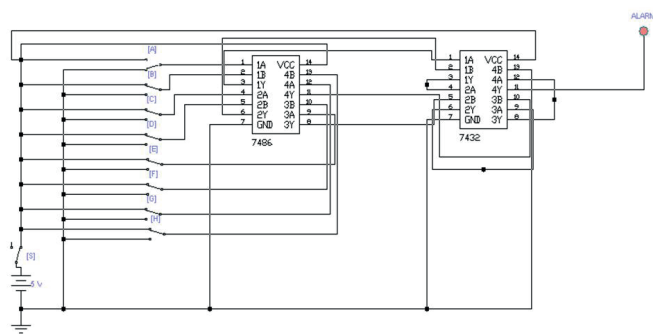 ALARM
[A]
[B]
[C]
[D]
[E]
[F]
[G]
[H]
[S]
5 V
1 1A VCC 14
2 1B 4B 13
3 1Y 4A 12
4 2A 4Y 11
5 2B 3B 10
6 2Y 3A 9
7 GND 3Y 8
7486
1 1A VCC 14
2 1B 4B 13
3 1Y 4A 12
4 2A 4Y 11
5 2B 3B 10
6 2Y 3A 9
7 GND 3Y 8
7432